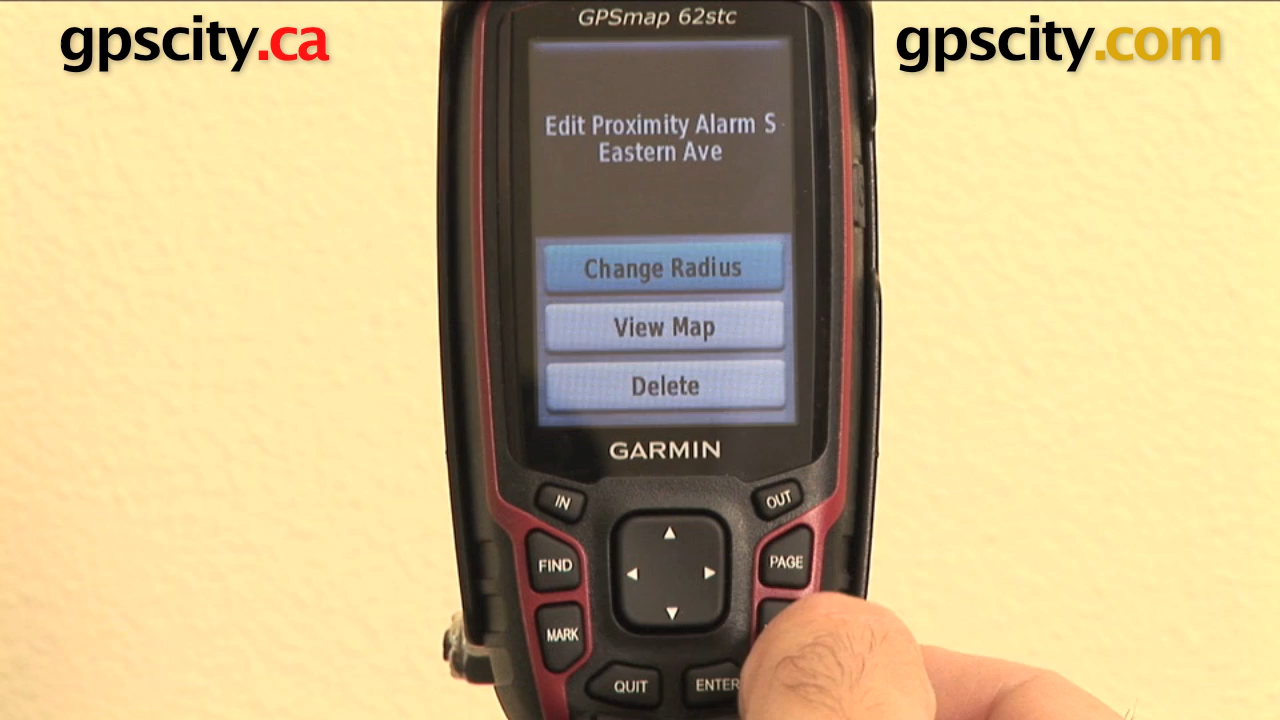 gpscity.ca
gpscity.com
GPSmap 62stc
Edit Proximity Alarm S
Eastern Ave
Change Radius
View Map
Delete
GARMIN
IN
OUT
FIND
PAGE
MARK
QUIT
ENTER